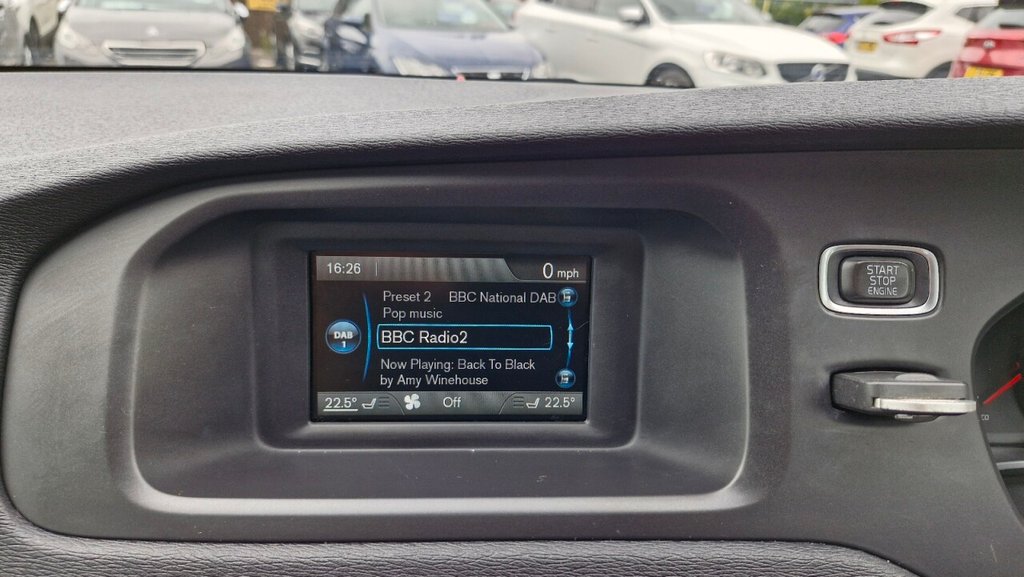 16:26
0 mph
Preset 2 BBC National DAB
Pop music
DAB
1
BBC Radio2
Now Playing: Back To Black
by Amy Winehouse
22.5° Off 22.5°
START
STOP
ENGINE